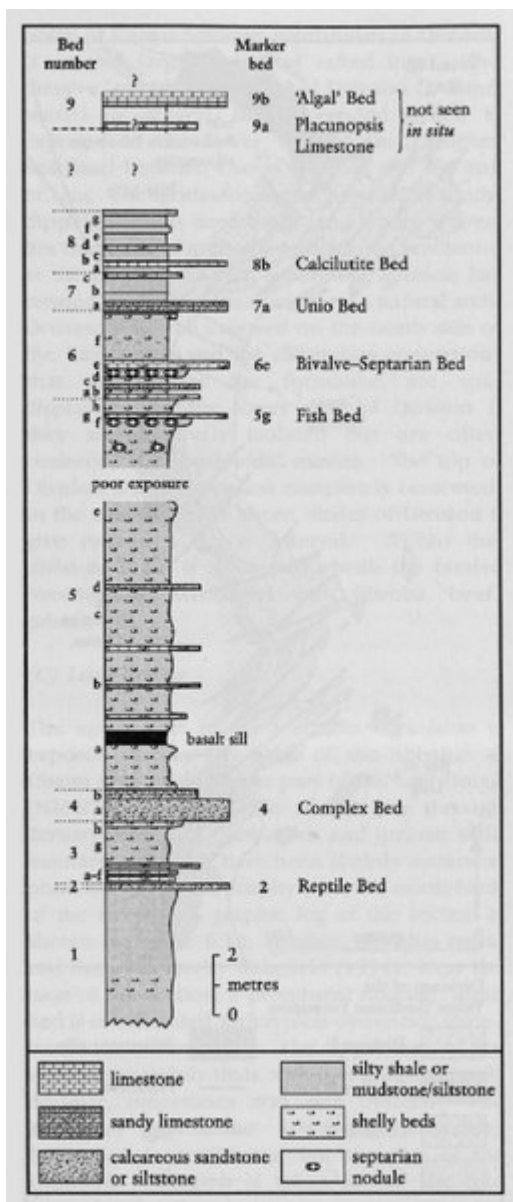 Bed number
Marker bed
?
9
9b 'Algal' Bed
9a Placunopsis Limestone
not seen in situ
? ?
g
f
8 e
d
c
b
8b Calcilutite Bed
a
c
7 b
a
7a Unio Bed
f
6
e
6e Bivalve–Septarian Bed
d
c
g
5g Fish Bed
f
poor exposure
e
5 d
c
b
basalt sill
a
4 b
a
4 Complex Bed
h
3 g
a-f
2
2 Reptile Bed
1
2
metres
0
limestone
silty shale or mudstone/siltstone
sandy limestone
shelly beds
calcareous sandstone or siltstone
septarian nodule